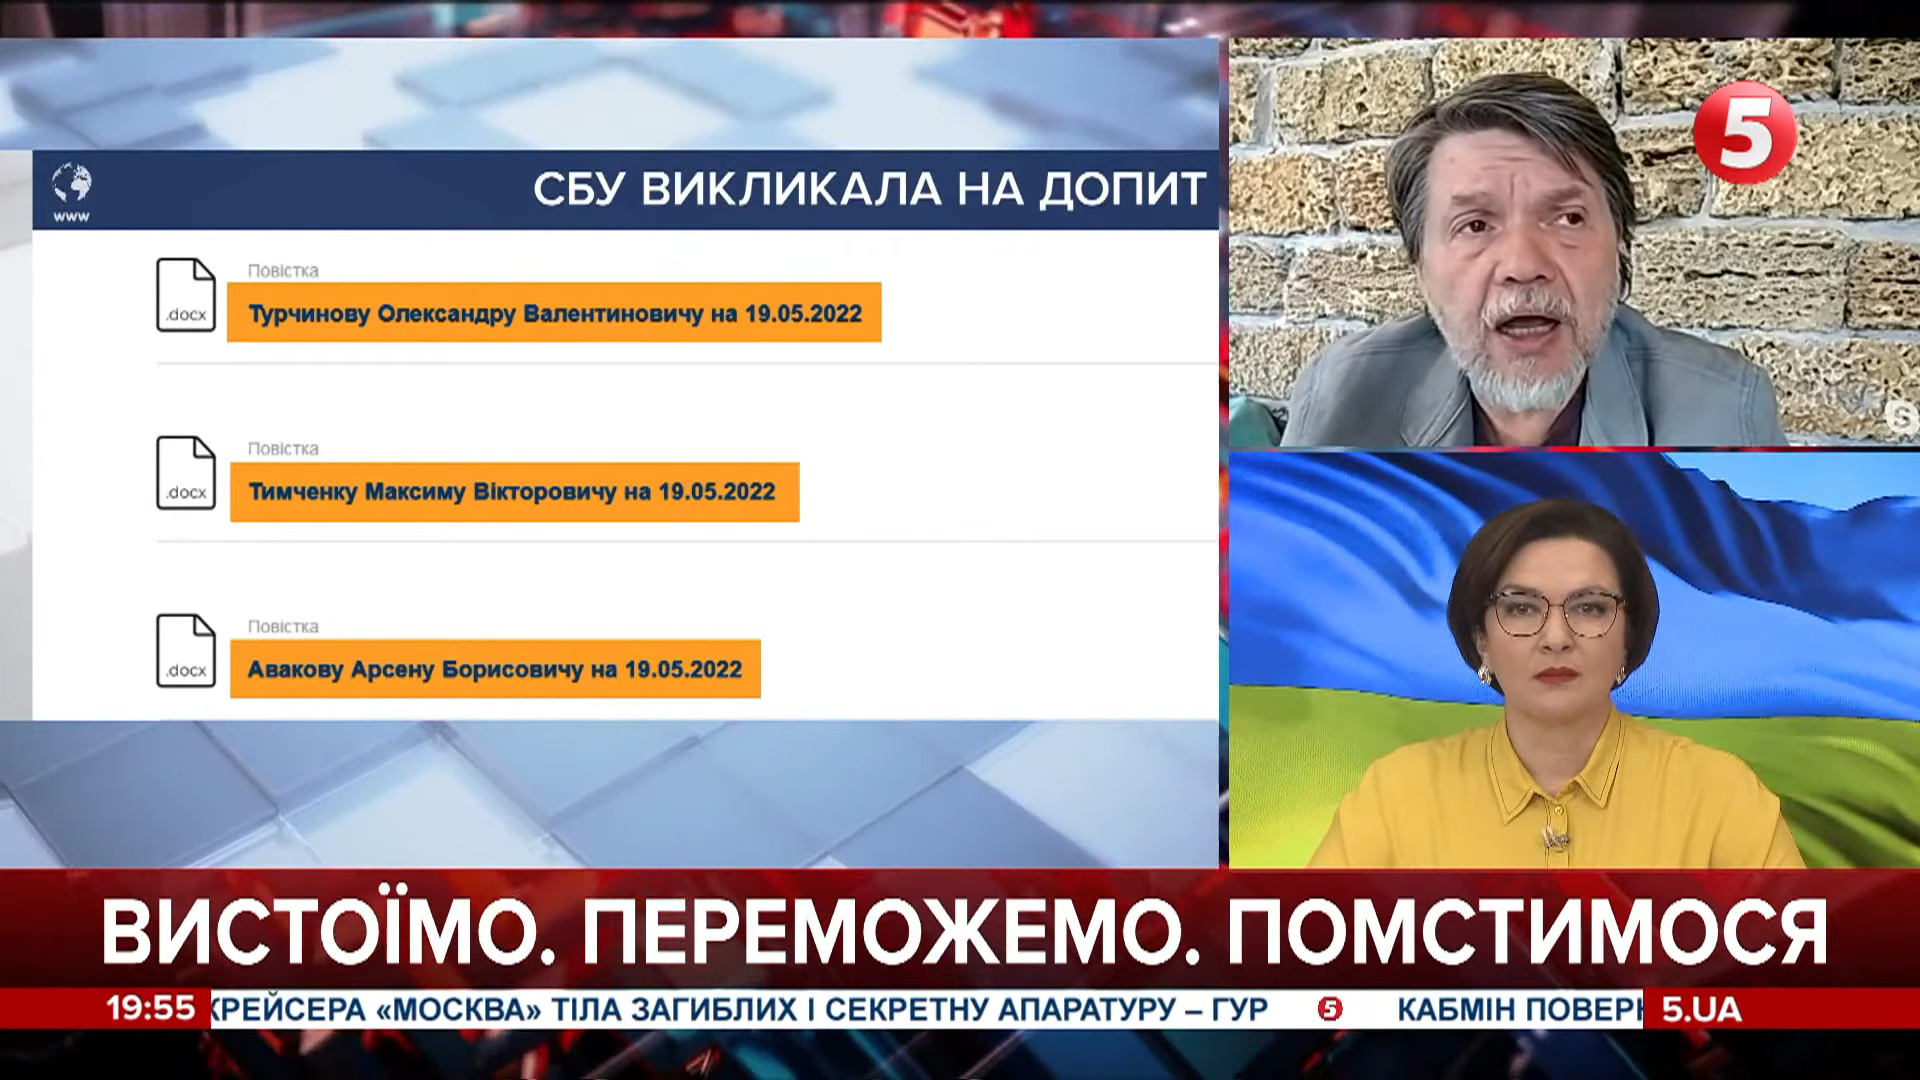 СБУ ВИКЛИКАЛА НА ДОПИТ
www
5
.docx
Повістка
Турчинову Олександру Валентиновичу на 19.05.2022
.docx
Повістка
Тимченку Максиму Вікторовичу на 19.05.2022
.docx
Повістка
Авакову Арсену Борисовичу на 19.05.2022
ВИСТОЇМО. ПЕРЕМОЖЕМО. ПОМСТИМОСЯ
19:55 КРЕЙСЕРА «МОСКВА» ТІЛА ЗАГИБЛИХ І СЕКРЕТНУ АПАРАТУРУ – ГУР 5 КАБМІН 5.UA